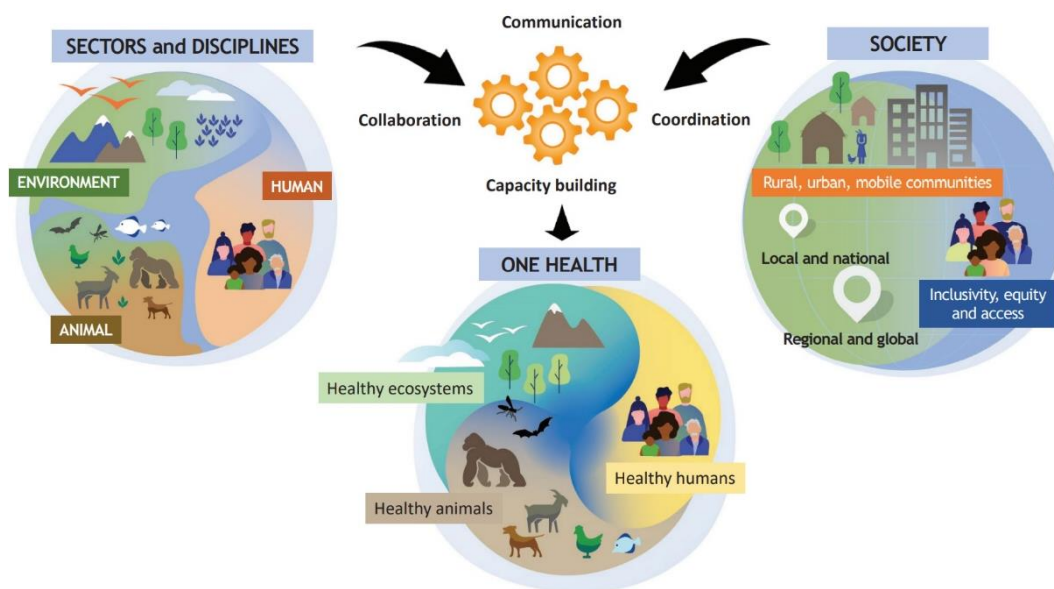 SECTORS and DISCIPLINES
ENVIRONMENT
HUMAN
ANIMAL
Communication
Collaboration
Coordination
Capacity building
SOCIETY
Rural, urban, mobile communities
Local and national
Inclusivity, equity
and access
Regional and global
ONE HEALTH
Healthy ecosystems
Healthy humans
Healthy animals